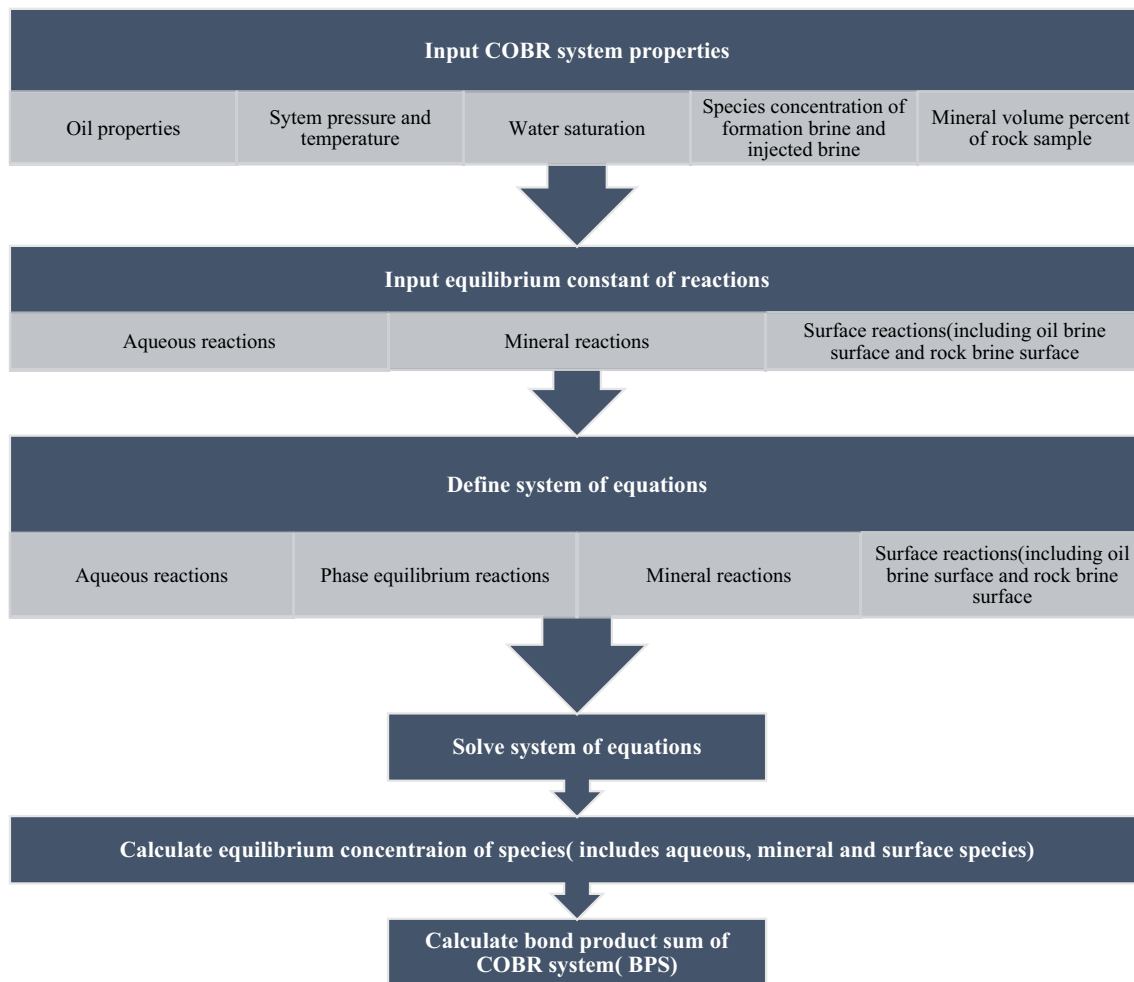 Input COBR system properties
Oil properties
Sytem pressure and
temperature
Water saturation
Species concentration of
formation brine and
injected brine
Mineral volume percent
of rock sample
Input equilibrium constant of reactions
Aqueous reactions
Mineral reactions
Surface reactions(including oil brine
surface and rock brine surface
Define system of equations
Aqueous reactions
Phase equilibrium reactions
Mineral reactions
Surface reactions(including oil
brine surface and rock brine
surface
Solve system of equations
Calculate equilibrium concentraion of species( includes aqueous, mineral and surface species)
Calculate bond product sum of
COBR system( BPS)